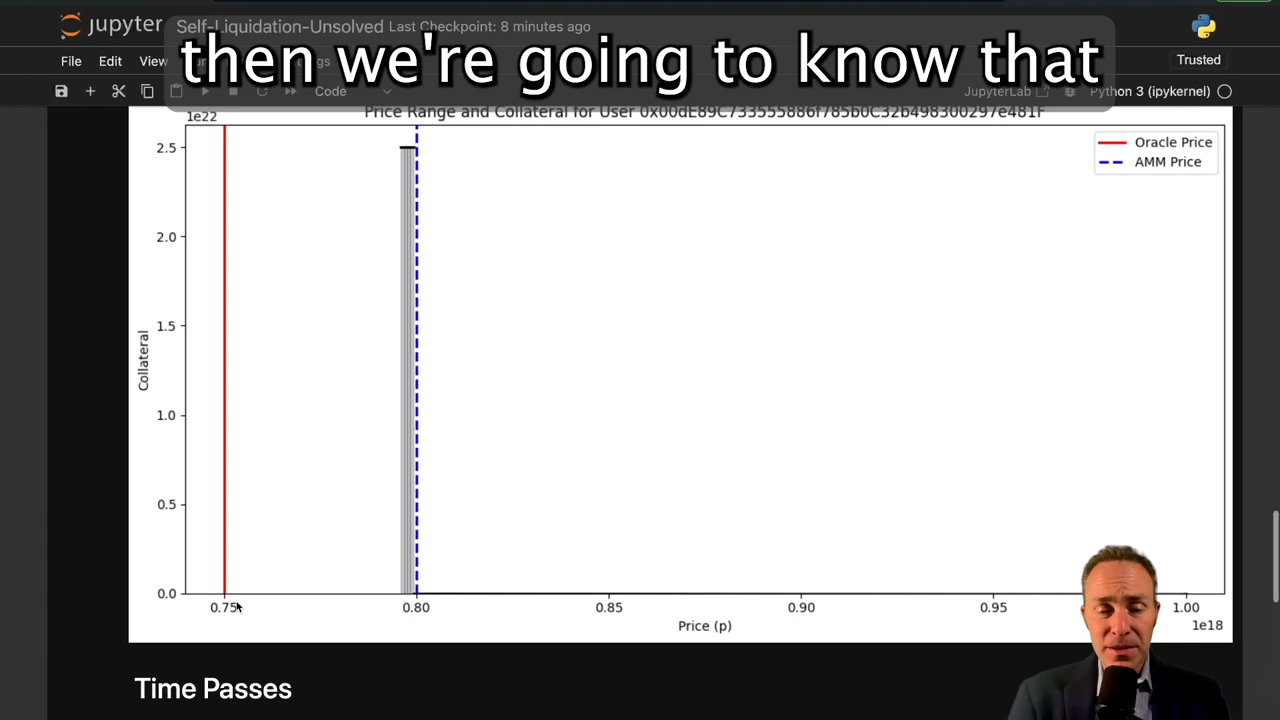 jupyter Self-Liquidation-Unsolved Last Checkpoint: 8 minutes ago
then we're going to know that
File Edit View
Trusted
Code
JupyterLab
Python 3 (ipykernel)
Price Range and Collateral for User 0x00dE89C733555886f785b0C32b498300297e481F
1e22
Oracle Price
AMM Price
2.5
2.0
1.5
1.0
0.5
0.0
Collateral
0.75 0.80 0.85 0.90 0.95 1.00
Price (p)
1e18
Time Passes